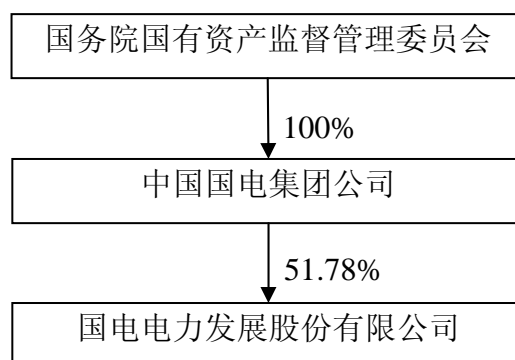 国务院国有资产监督管理委员会
100%
中国国电集团公司
51.78%
国电电力发展股份有限公司